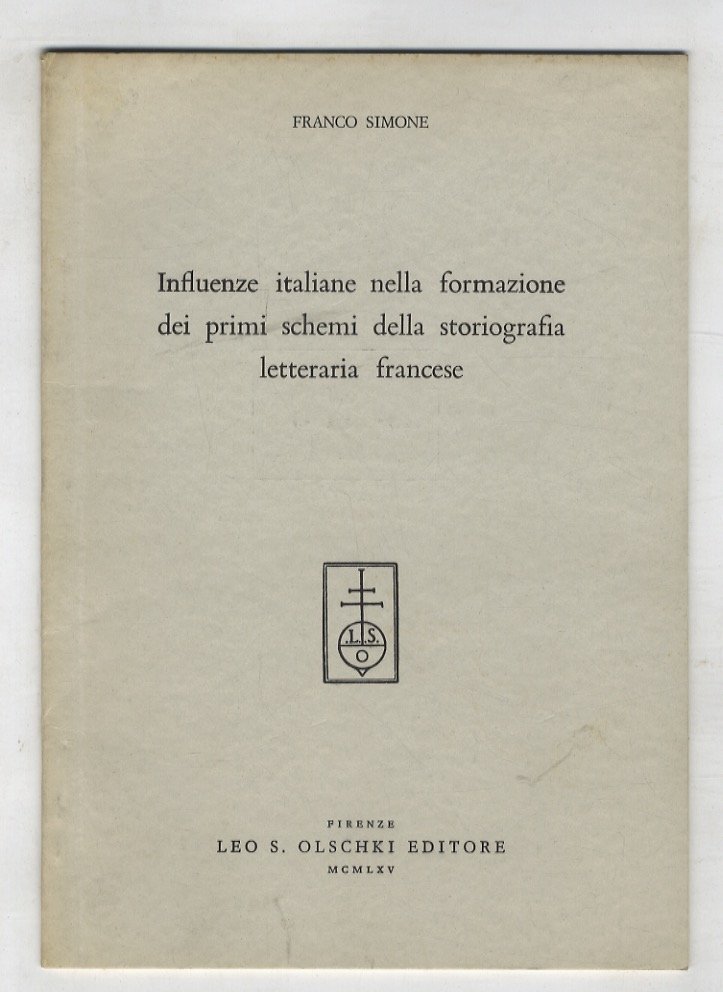 FRANCO SIMONE
Influenze italiane nella formazione
dei primi schemi della storiografia
letteraria francese
.L.S.
O
FIRENZE
LEO S. OLSCHKI EDITORE
MCMLXV